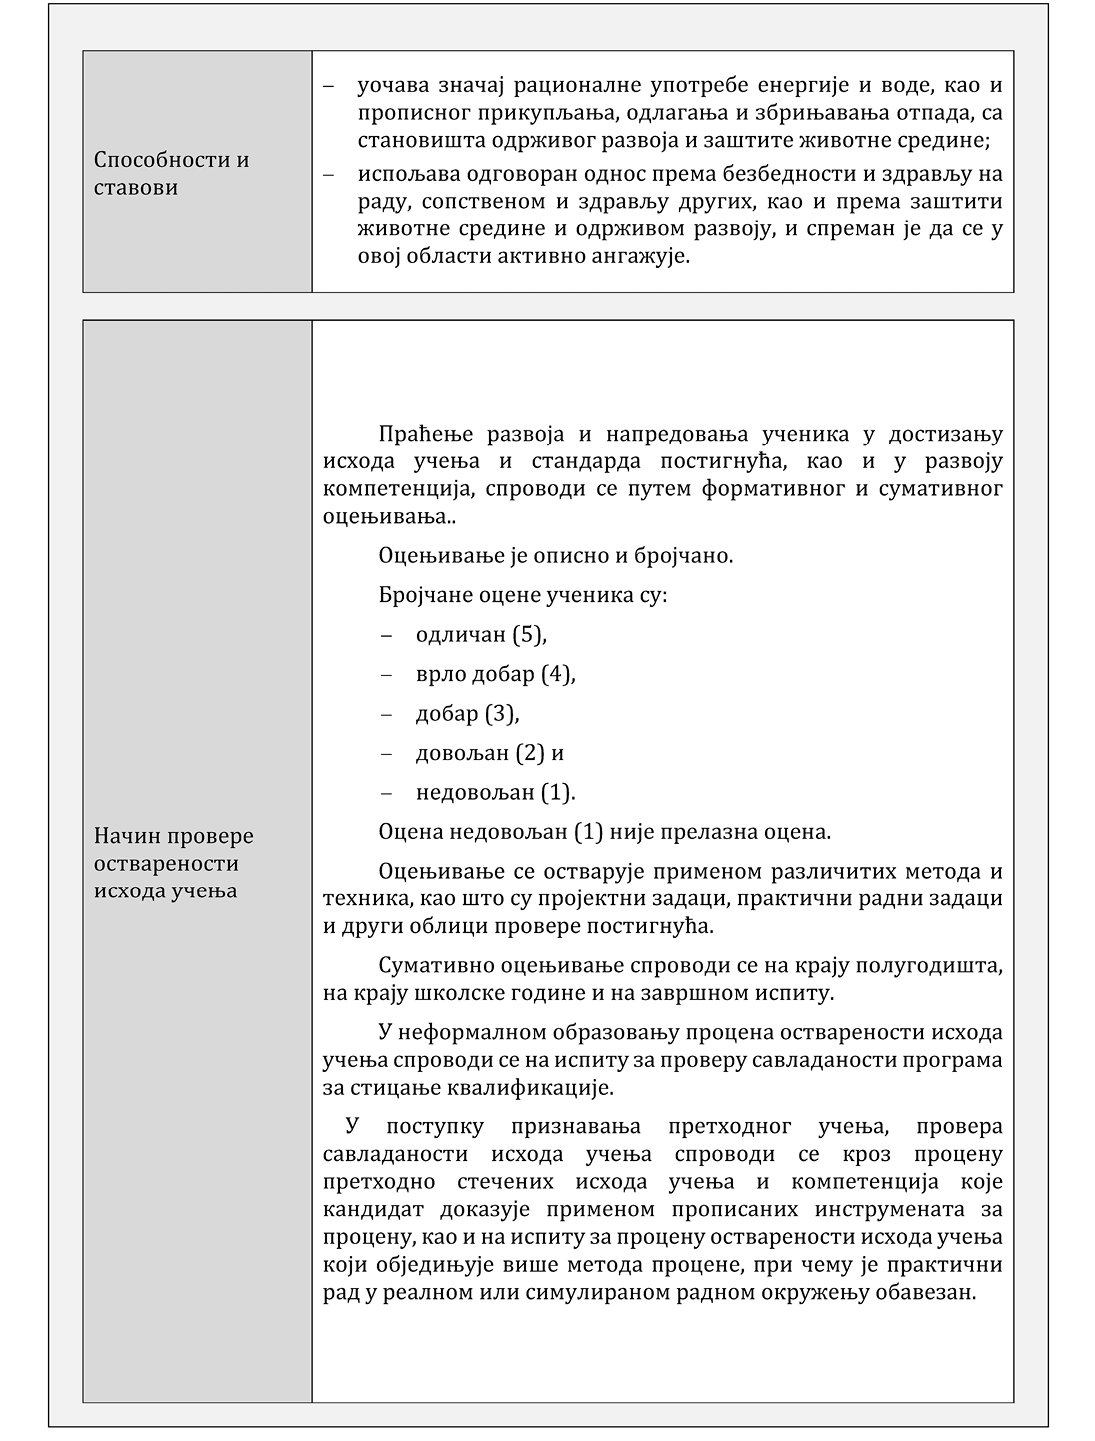 Способности и
ставови
– уочава значај рационалне употребе енергије и воде, као и
прописног прикупљања, одлагања и збрињавања отпада, са
становишта одрживог развоја и заштите животне средине;
– испољава одговоран однос према безбедности и здрављу на
раду, сопственом и здрављу других, као и према заштити
животне средине и одрживом развоју, и спреман је да се у
овој области активно ангажује.
Начин провере
остварености
исхода учења
Праћење развоја и напредовања ученика у достизању
исхода учења и стандарда постигнућа, као и у развоју
компетенција, спроводи се путем формативног и сумативног
оцењивања..
Оцењивање је описно и бројчано.
Бројчане оцене ученика су:
– одличан (5),
– врло добар (4),
– добар (3),
– довољан (2) и
– недовољан (1).
Оцена недовољан (1) није прелазна оцена.
Оцењивање се остварује применом различитих метода и
техника, као што су пројектни задаци, практични радни задаци
и други облици провере постигнућа.
Сумативно оцењивање спроводи се на крају полугодишта,
на крају школске године и на завршном испиту.
У неформалном образовању процена остварености исхода
учења спроводи се на испиту за проверу савладаности програма
за стицање квалификације.
У поступку признавања претходног учења, провера
савладаности исхода учења спроводи се кроз процену
претходно стечених исхода учења и компетенција које
кандидат доказује применом прописаних инструмената за
процену, као и на испиту за процену остварености исхода учења
који обједињује више метода процене, при чему је практични
рад у реалном или симулираном радном окружењу обавезан.